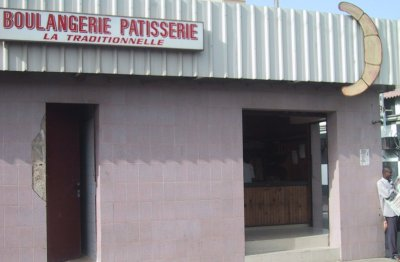 BOULANGERIE PATISSERIE
LA TRADITIONNELLE